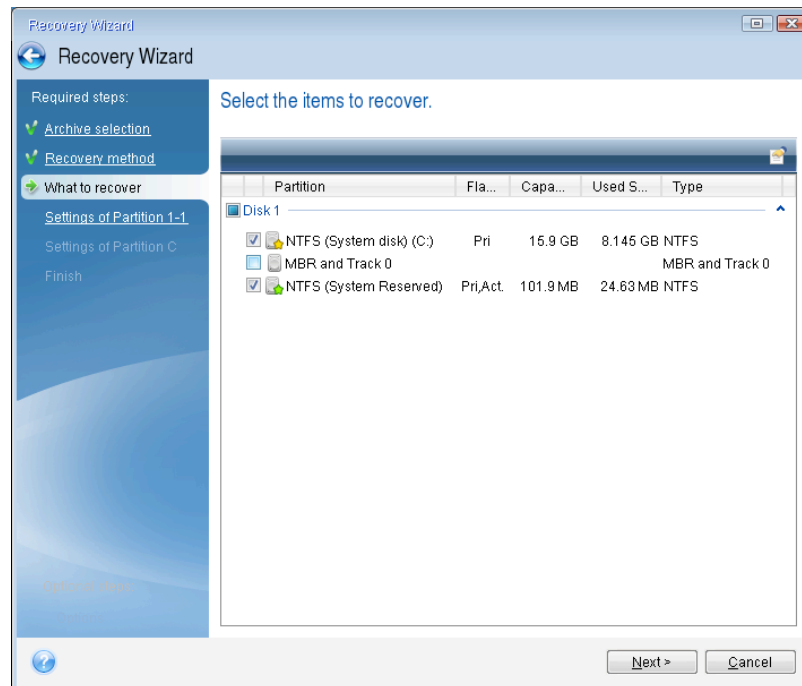 Recovery Wizard
Recovery Wizard
Required steps:
Archive selection
Recovery method
What to recover
Settings of Partition 1-1
Settings of Partition C
Finish
Select the items to recover.
Partition Fla... Capa... Used S... Type
Disk 1
NTFS (System disk) (C:) Pri 15.9 GB 8.145 GB NTFS
MBR and Track 0 MBR and Track 0
NTFS (System Reserved) Pri,Act. 101.9 MB 24.63 MB NTFS
Next >
Cancel